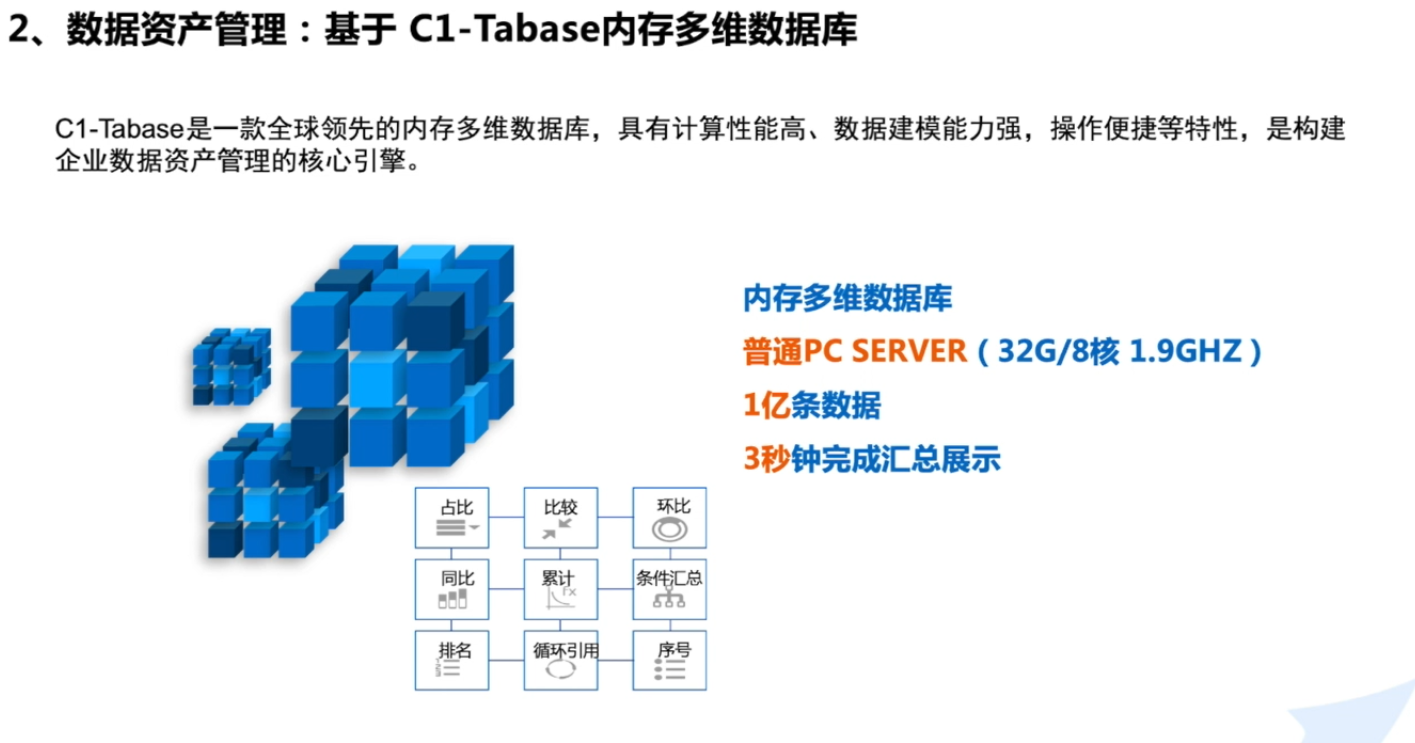 2、数据资产管理：基于 C1-Tabase内存多维数据库
C1-Tabase是一款全球领先的内存多维数据库，具有计算性能高、数据建模能力强，操作便捷等特性，是构建
企业数据资产管理的核心引擎。
内存多维数据库
普通PC SERVER（32G/8核 1.9GHZ）
1亿条数据
3秒钟完成汇总展示
占比 比较 环比
同比 累计 条件汇总
Fx
排名 循环引用 序号